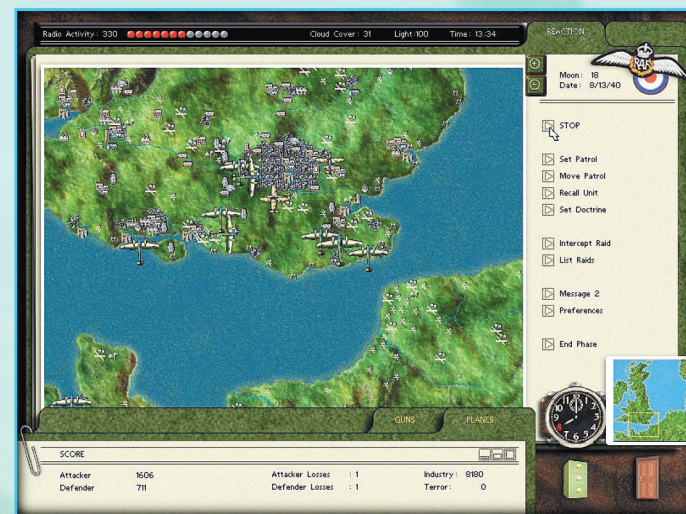 Radio Activity: 330
Cloud Cover: 31
Light:100
Time: 13:34
REACTION
RAF
Moon: 18
Date: 8/13/40
STOP
Set Patrol
Move Patrol
Recall Unit
Set Doctrine
Intercept Raid
List Raids
Message 2
Preferences
End Phase
GUNS
PLANES
SCORE
Attacker 1606 Attacker Losses : 1 Industry: 8180
Defender 711 Defender Losses : 1 Terror: 0